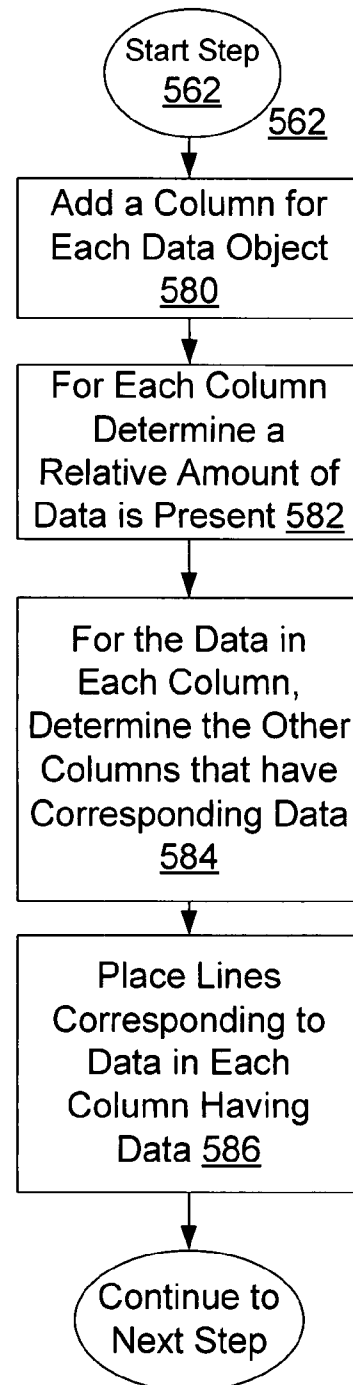 Start Step
562
562
Add a Column for
Each Data Object
580
For Each Column
Determine a
Relative Amount of
Data is Present 582
For the Data in
Each Column,
Determine the Other
Columns that have
Corresponding Data
584
Place Lines
Corresponding to
Data in Each
Column Having
Data 586
Continue to
Next Step